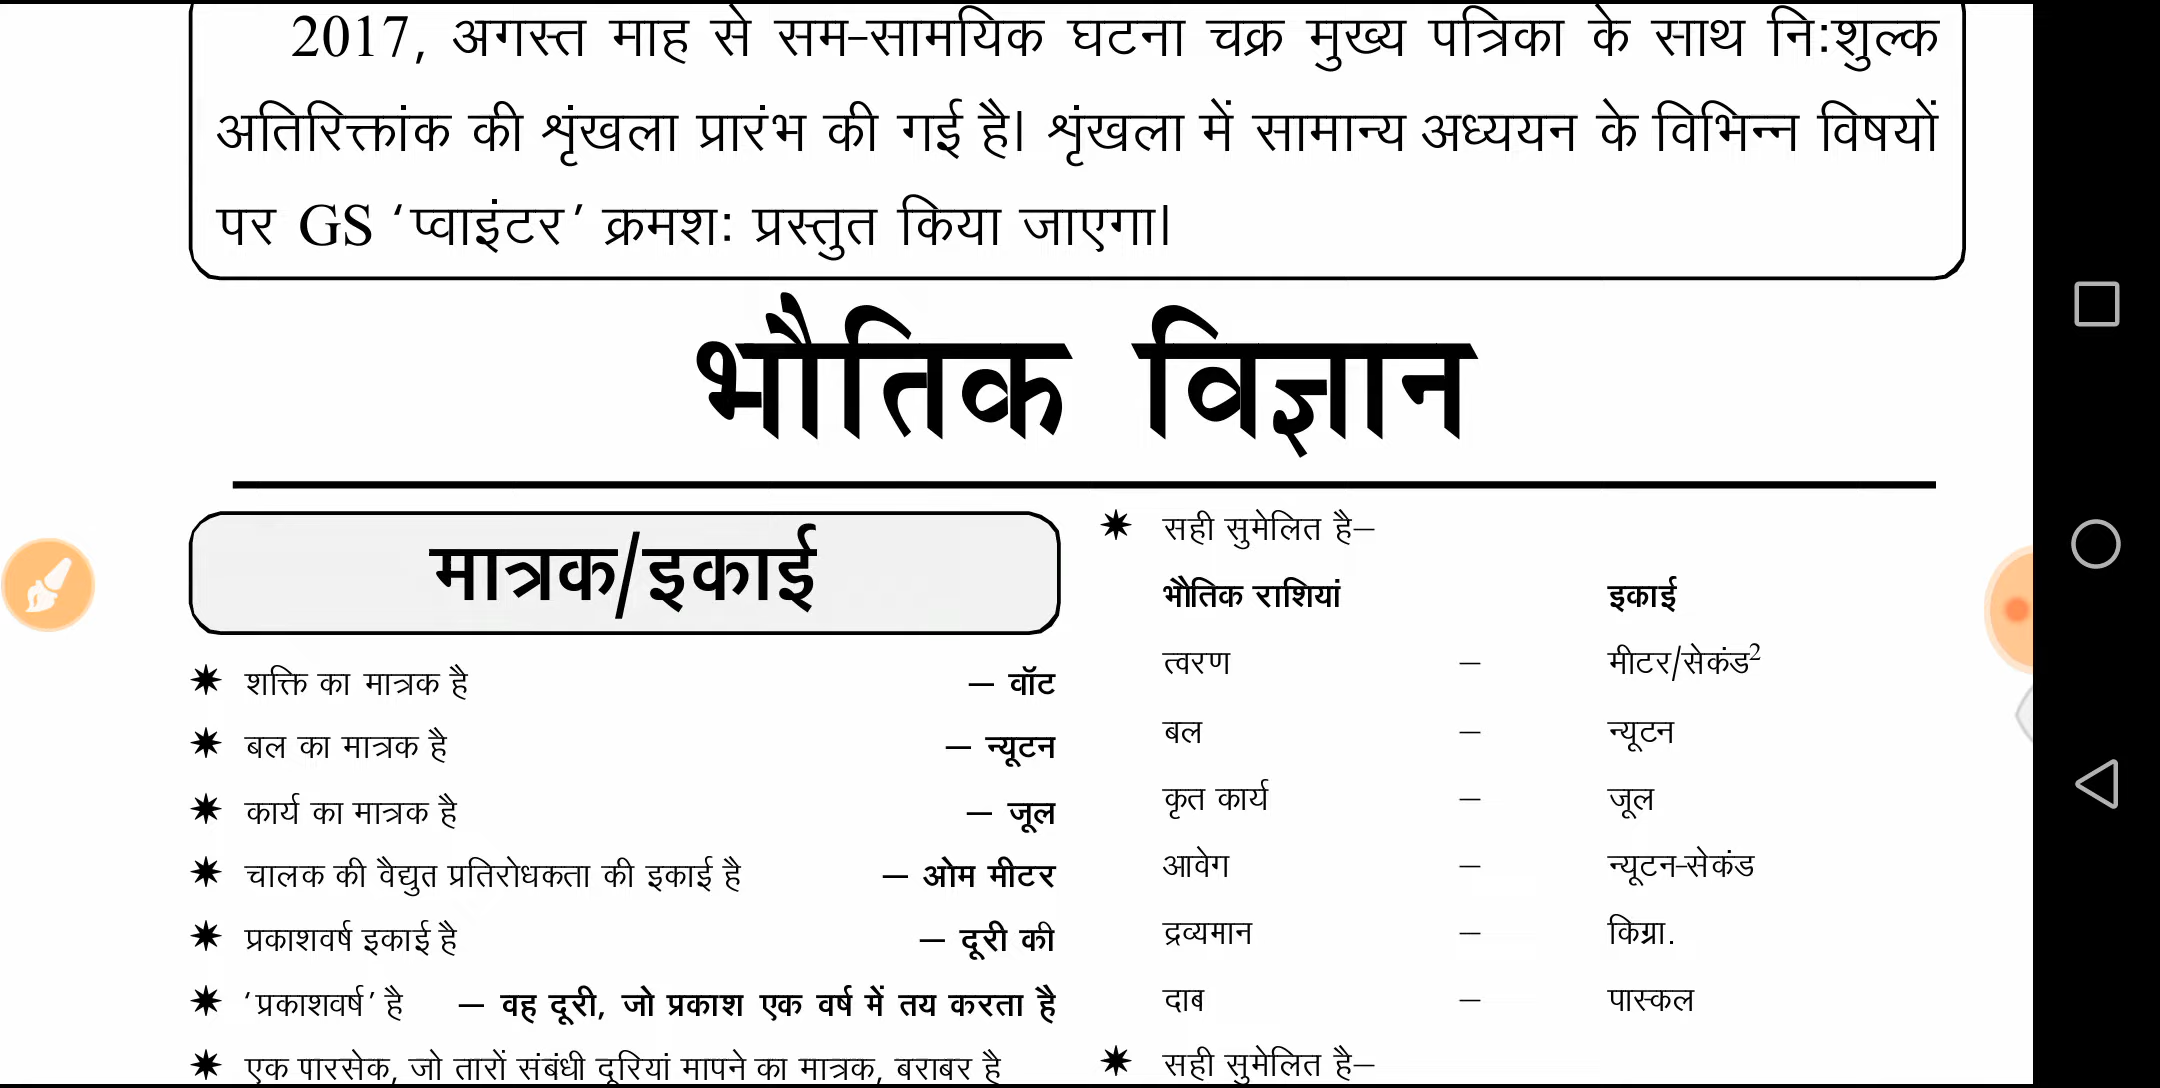 2017, अगस्त माह से सम-सामयिक घटना चक्र मुख्य पत्रिका के साथ नि:शुल्क
अतिरिक्तांक की शृंखला प्रारंभ की गई है। शृंखला में सामान्य अध्ययन के विभिन्न विषयों
पर GS ‘प्वाइंटर’ क्रमश: प्रस्तुत किया जाएगा।
भौतिक विज्ञान
मात्रक/इकाई
✷ शक्ति का मात्रक है – वॉट
✷ बल का मात्रक है – न्यूटन
✷ कार्य का मात्रक है – जूल
✷ चालक की वैद्युत प्रतिरोधकता की इकाई है – ओम मीटर
✷ प्रकाशवर्ष इकाई है – दूरी की
✷ ‘प्रकाशवर्ष’ है – वह दूरी, जो प्रकाश एक वर्ष में तय करता है
✷ एक पारसेक, जो तारों संबंधी दूरियां मापने का मात्रक, बराबर है
✷ सही सुमेलित है–
भौतिक राशियां इकाई
त्वरण – मीटर/सेकंड²
बल – न्यूटन
कृत कार्य – जूल
आवेग – न्यूटन-सेकंड
द्रव्यमान – किग्रा.
दाब – पास्कल
✷ सही सुमेलित है–